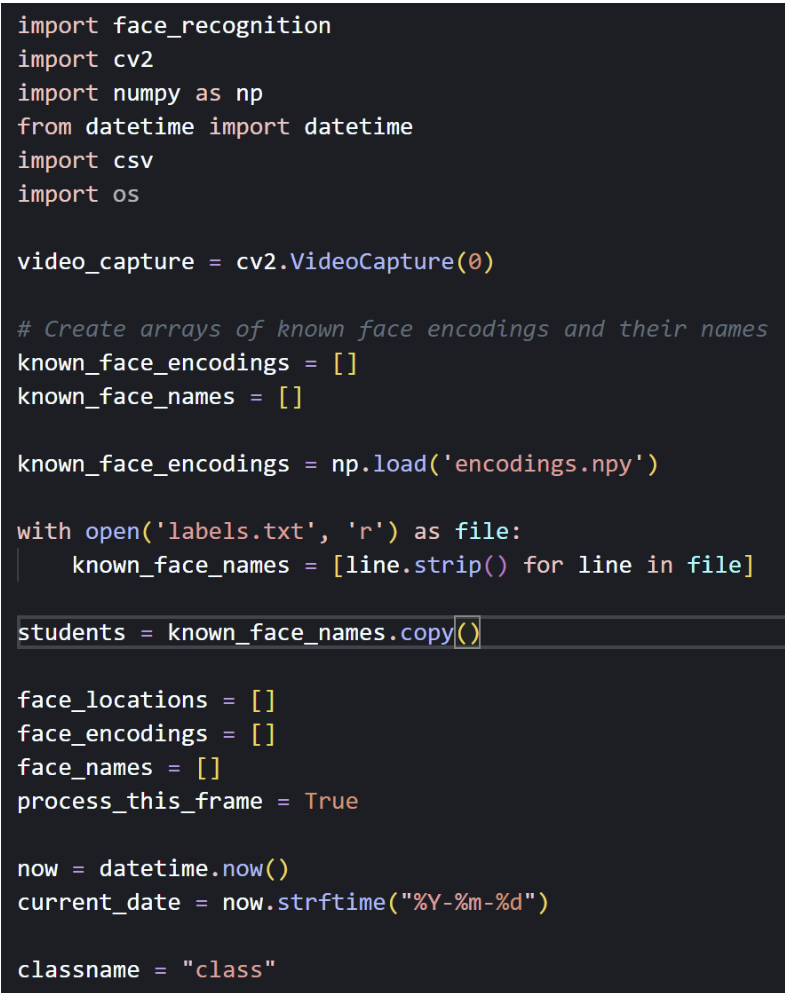 import face_recognition
import cv2
import numpy as np
from datetime import datetime
import csv
import os
video_capture = cv2.VideoCapture(0)
# Create arrays of known face encodings and their names
known_face_encodings = []
known_face_names = []
known_face_encodings = np.load('encodings.npy')
with open('labels.txt', 'r') as file:
    known_face_names = [line.strip() for line in file]
students = known_face_names.copy()
face_locations = []
face_encodings = []
face_names = []
process_this_frame = True
now = datetime.now()
current_date = now.strftime("%Y-%m-%d")
classname = "class"